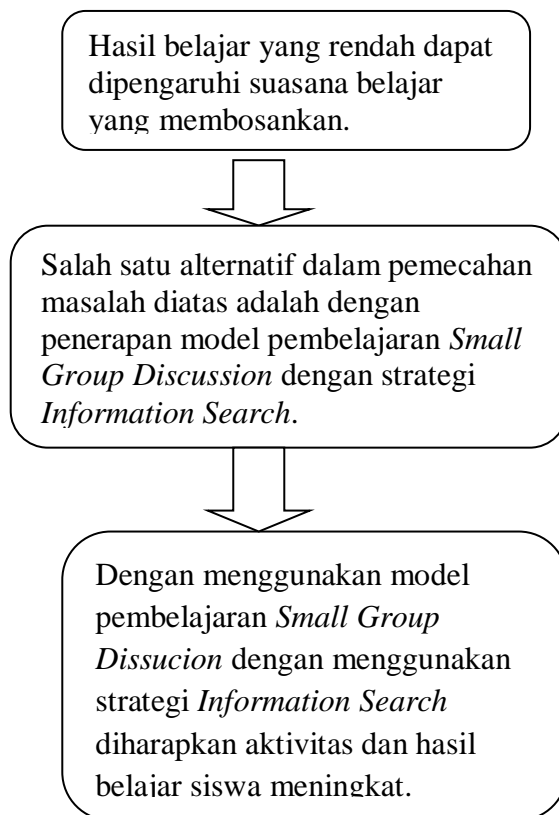 Hasil belajar yang rendah dapat
dipengaruhi suasana belajar
yang membosankan.
Salah satu alternatif dalam pemecahan
masalah diatas adalah dengan
penerapan model pembelajaran Small
Group Discussion dengan strategi
Information Search.
Dengan menggunakan model
pembelajaran Small Group
Dissucion dengan menggunakan
strategi Information Search
diharapkan aktivitas dan hasil
belajar siswa meningkat.